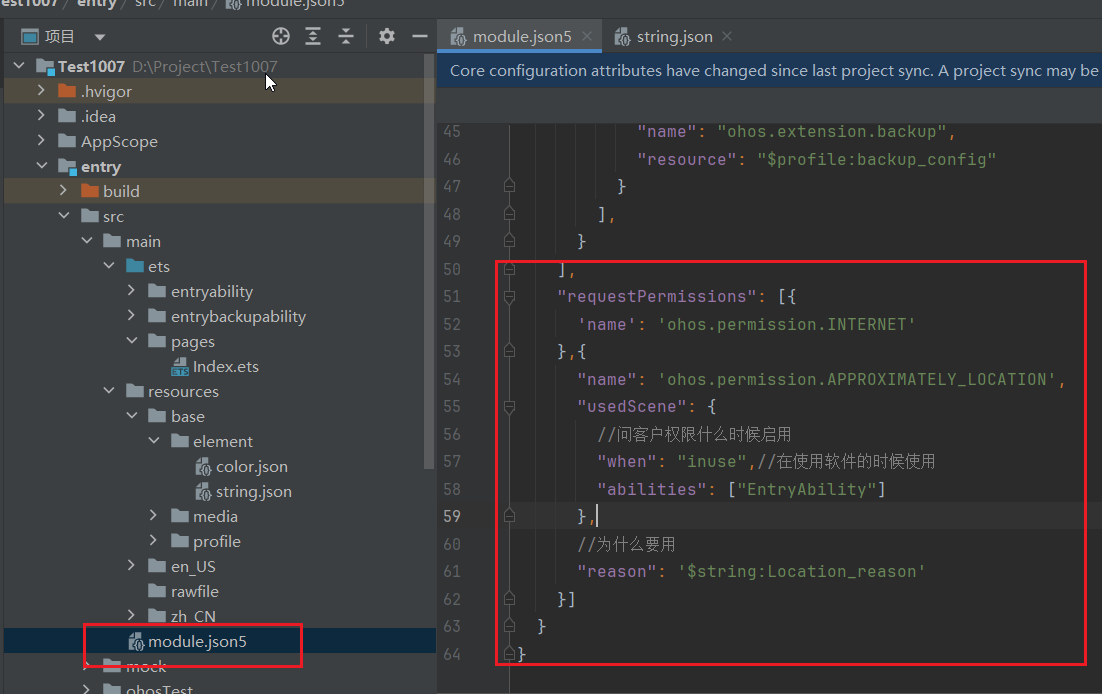 est1007 / entry / src / main / module.json5
项目
Test1007 D:\Project\Test1007
.hvigor
.idea
AppScope
entry
build
src
main
ets
entryability
entrybackupability
pages
Index.ets
resources
base
element
color.json
string.json
media
profile
en_US
rawfile
zh_CN
module.json5
mock
ohosTest
module.json5
string.json
Core configuration attributes have changed since last project sync. A project sync may be
45 "name": "ohos.extension.backup",
46 "resource": "$profile:backup_config"
47 }
48 ],
49 }
50 ],
51 "requestPermissions": [{
52 'name': 'ohos.permission.INTERNET'
53 },{
54 "name": 'ohos.permission.APPROXIMATELY_LOCATION',
55 "usedScene": {
56 //问客户权限什么时候启用
57 "when": "inuse",//在使用软件的时候使用
58 "abilities": ["EntryAbility"]
59 },
60 //为什么要用
61 "reason": '$string:Location_reason'
62 }]
63 }
64 }